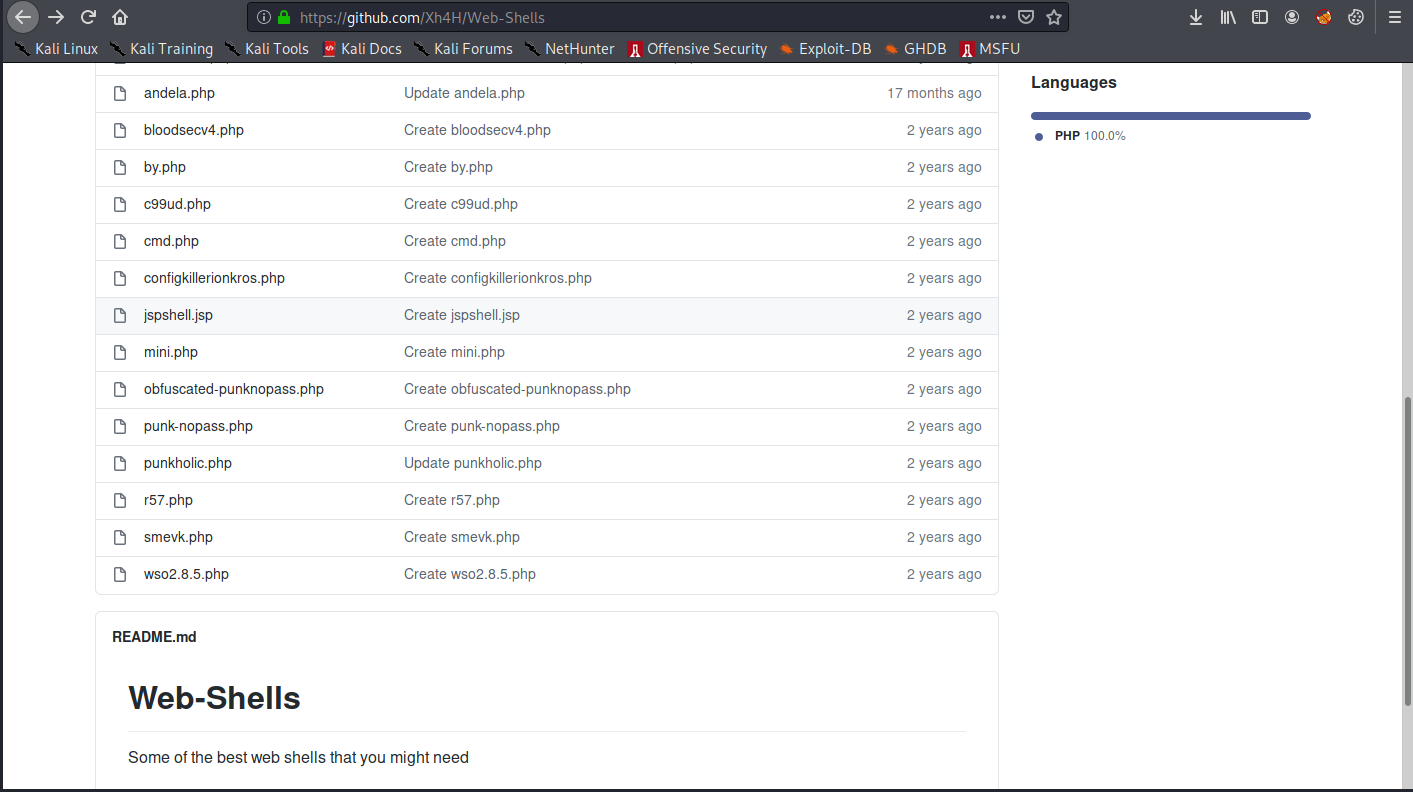 https://github.com/Xh4H/Web-Shells
Kali Linux Kali Training Kali Tools Kali Docs Kali Forums NetHunter Offensive Security Exploit-DB GHDB MSFU
andela.php Update andela.php 17 months ago
bloodsecv4.php Create bloodsecv4.php 2 years ago
by.php Create by.php 2 years ago
c99ud.php Create c99ud.php 2 years ago
cmd.php Create cmd.php 2 years ago
configkillerionkros.php Create configkillerionkros.php 2 years ago
jspshell.jsp Create jspshell.jsp 2 years ago
mini.php Create mini.php 2 years ago
obfuscated-punknopass.php Create obfuscated-punknopass.php 2 years ago
punk-nopass.php Create punk-nopass.php 2 years ago
punkholic.php Update punkholic.php 2 years ago
r57.php Create r57.php 2 years ago
smevk.php Create smevk.php 2 years ago
wso2.8.5.php Create wso2.8.5.php 2 years ago
README.md
Web-Shells
Some of the best web shells that you might need
Languages
PHP 100.0%